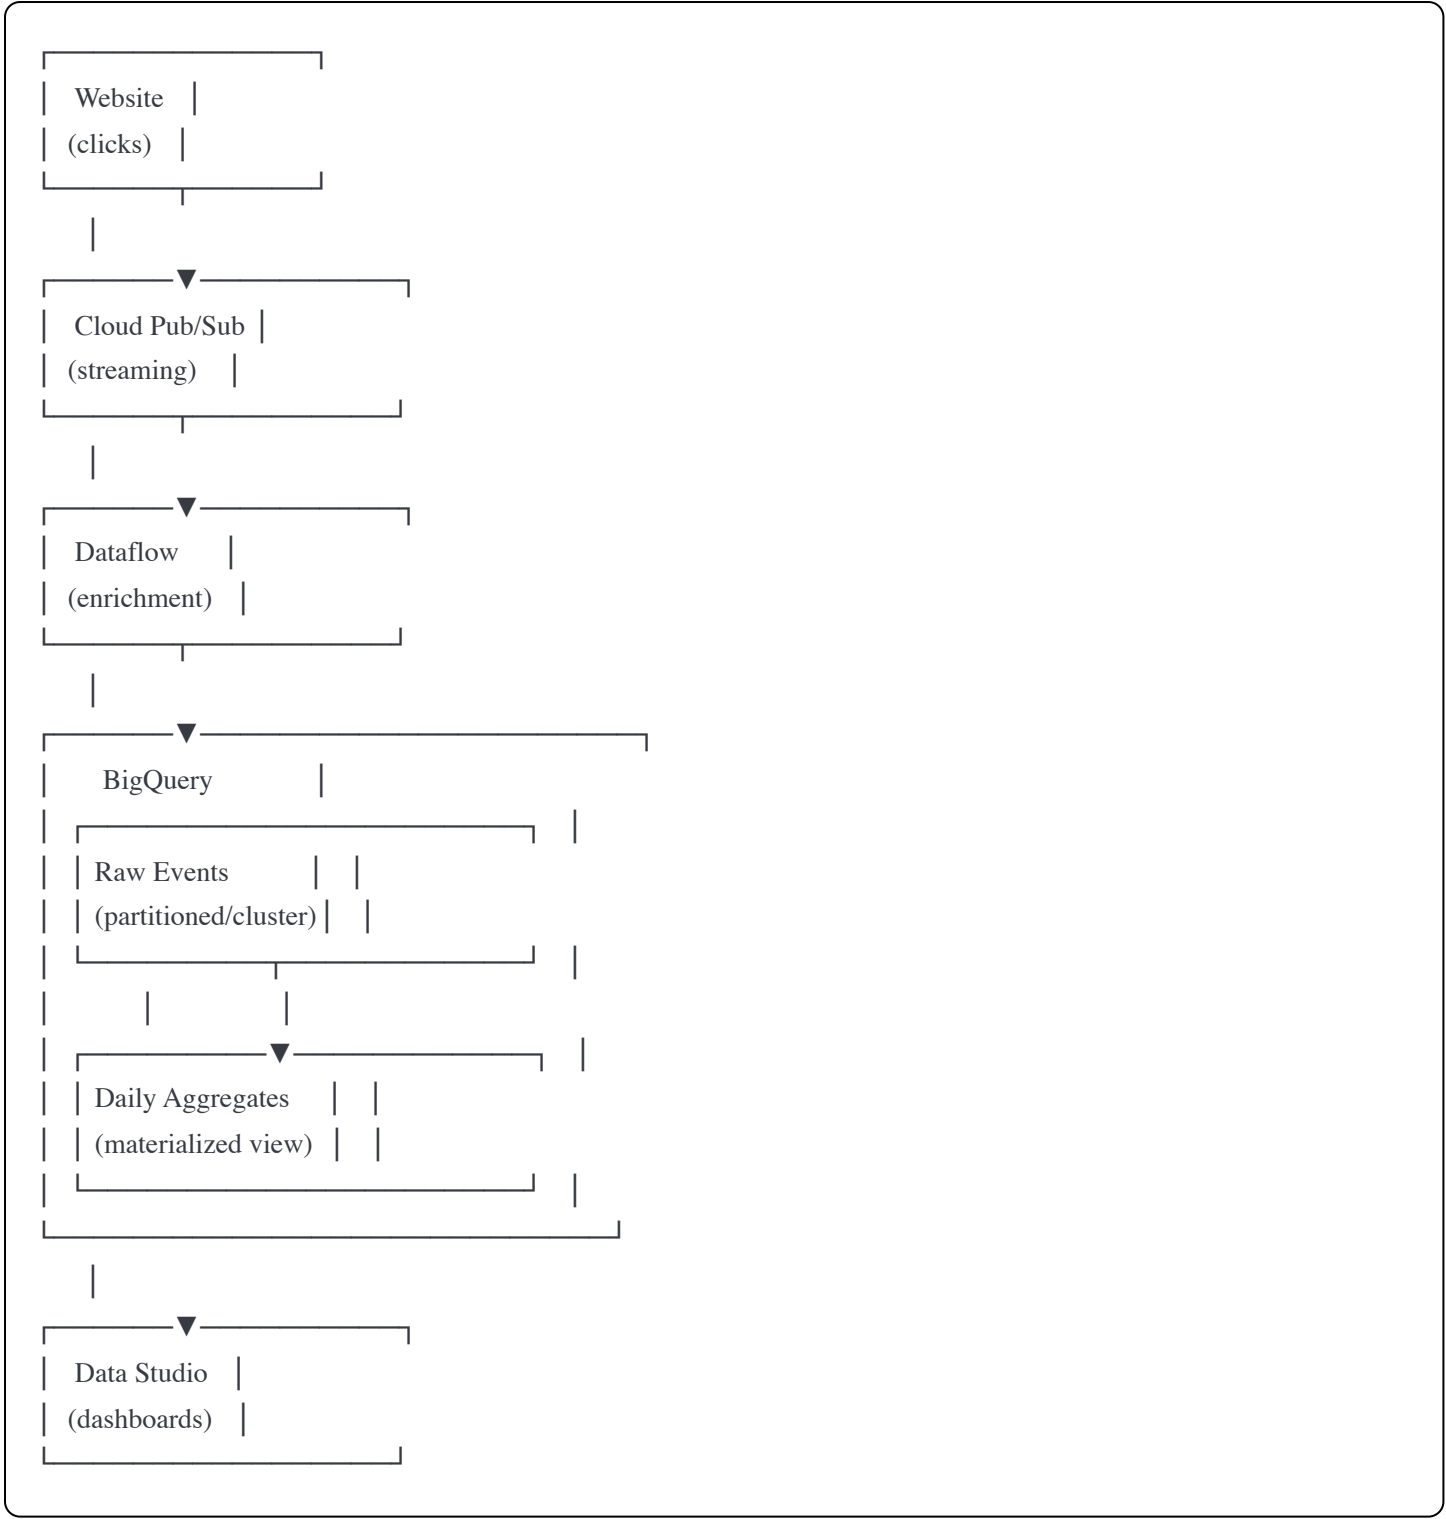 Website
(clicks)
Cloud Pub/Sub
(streaming)
Dataflow
(enrichment)
BigQuery
Raw Events
(partitioned/cluster)
Daily Aggregates
(materialized view)
Data Studio
(dashboards)